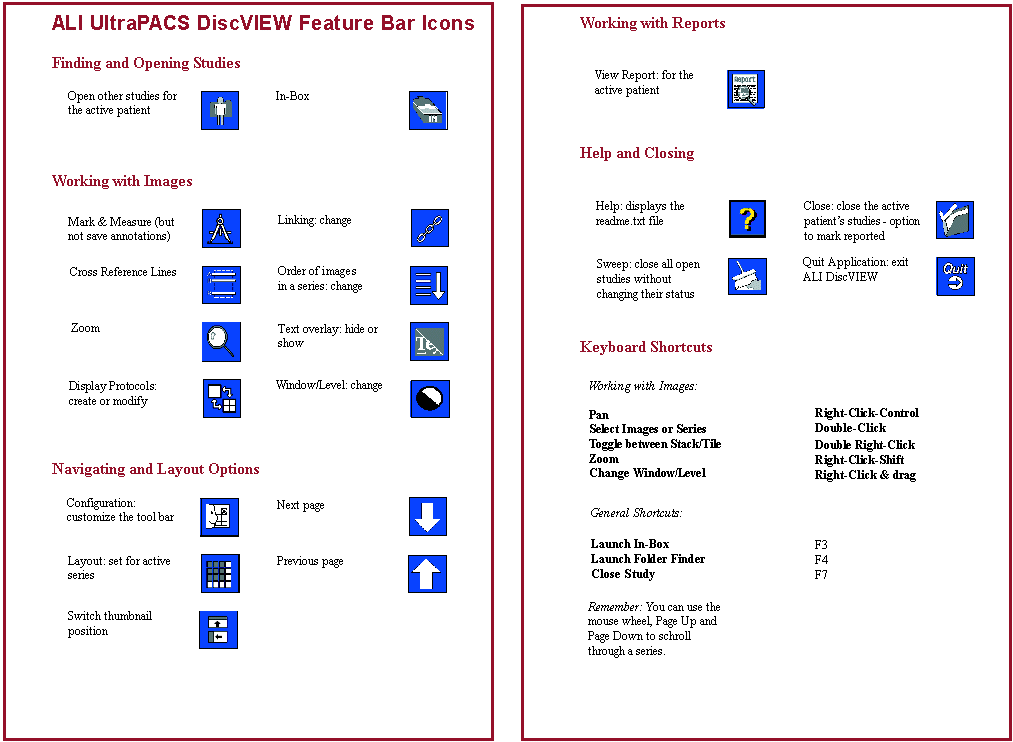 ALI UltraPACS DiscVIEW Feature Bar Icons
Finding and Opening Studies
Open other studies for
the active patient
In-Box
IN
Working with Images
Mark & Measure (but
not save annotations)
Linking: change
Cross Reference Lines
Order of images
in a series: change
Zoom
Text overlay: hide or
show
Te
Display Protocols:
create or modify
Window/Level: change
Navigating and Layout Options
Configuration:
customize the tool bar
Next page
Layout: set for active
series
Previous page
Switch thumbnail
position
Working with Reports
View Report: for the
active patient
Report
Help and Closing
Help: displays the
readme.txt file
?
Close: close the active
patient's studies - option
to mark reported
Sweep: close all open
studies without
changing their status
Quit Application: exit
ALI DiscVIEW
Quit
Keyboard Shortcuts
Working with Images:
Pan Right-Click-Control
Select Images or Series Double-Click
Toggle between Stack/Tile Double Right-Click
Zoom Right-Click-Shift
Change Window/Level Right-Click & drag
General Shortcuts:
Launch In-Box F3
Launch Folder Finder F4
Close Study F7
Remember: You can use the
mouse wheel, Page Up and
Page Down to schroll
through a series.